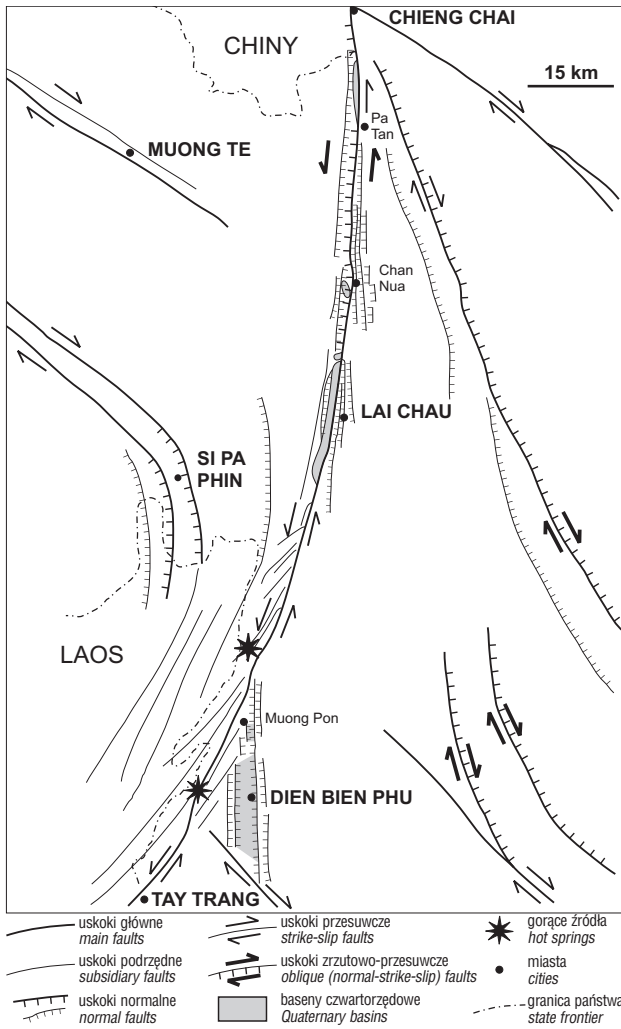 CHIENG CHAI
CHINY
15 km
Pa
Tan
MUONG TE
Chan
Nua
LAI CHAU
SI PA
PHIN
LAOS
Muong Pon
DIEN BIEN PHU
TAY TRANG
uskoki główne
main faults
uskoki podrzędne
subsidiary faults
uskoki normalne
normal faults
uskoki przesuwcze
strike-slip faults
uskoki zrzutowo-przesuwcze
oblique (normal-strike-slip) faults
baseny czwartorzędowe
Quaternary basins
gorące źródła
hot springs
miasta
cities
granica państwa
state frontier